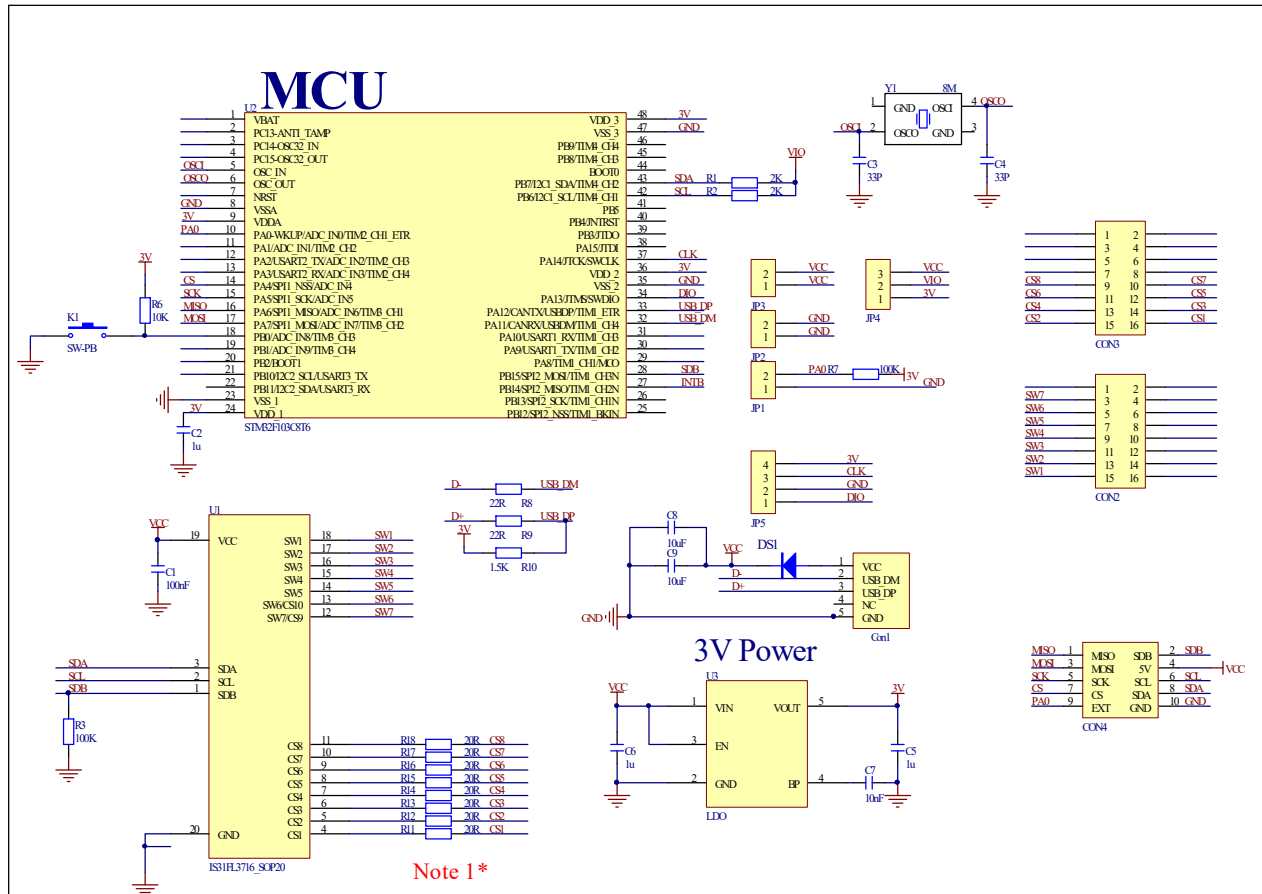 MCU
U2
1 VBAT VDD_3 48 3V
2 PC13-ANTI_TAMP VSS_3 47 GND
3 PC14-OSC32_IN PB9/TIM4_CH4 46
4 PC15-OSC32_OUT PB8/TIM4_CH3 45
OSCI 5 OSC_IN BOOT0 44
OSCO 6 OSC_OUT PB7/I2C1_SDA/TIM4_CH2 43 SDA R1 2K
7 NRST PB6/I2C1_SCL/TIM4_CH1 42 SCL R2 2K
VIO
GND 8 VSSA PB5 41
3V 9 VDDA PB4/JNTRST 40
PA0 10 PA0-WKUP/ADC_IN0/TIM2_CH1_ETR PB3/JTDO 39
11 PA1/ADC_IN1/TIM2_CH2 PA15/JTDI 38
12 PA2/USART2_TX/ADC_IN2/TIM2_CH3 PA14/JTCK/SWCLK 37 CLK
13 PA3/USART2_RX/ADC_IN3/TIM2_CH4 VDD_2 36 3V
CS 14 PA4/SPI1_NSS/ADC_IN4 VSS_2 35 GND
SCK 15 PA5/SPI1_SCK/ADC_IN5 PA13/JTMS/SWDIO 34 DIO
MISO 16 PA6/SPI1_MISO/ADC_IN6/TIM3_CH1 PA12/CANTX/USBDP/TIM1_ETR 33 USB_DP
MOSI 17 PA7/SPI1_MOSI/ADC_IN7/TIM3_CH2 PA11/CANRX/USBDM/TIM1_CH4 32 USB_DM
18 PB0/ADC_IN8/TIM3_CH3 PA10/USART1_RX/TIM1_CH3 31
19 PB1/ADC_IN9/TIM3_CH4 PA9/USART1_TX/TIM1_CH2 30
20 PB2/BOOT1 PA8/TIM1_CH1/MCO 29
21 PB10/I2C2_SCL/USART3_TX PB15/SPI2_MOSI/TIM1_CH3N 28 SDB
22 PB11/I2C2_SDA/USART3_RX PB14/SPI2_MISO/TIM1_CH2N 27 INTB
23 VSS_1 PB13/SPI2_SCK/TIM1_CH1N 26
3V 24 VDD_1 PB12/SPI2_NSS/TIM1_BKIN 25
STM32F103C8T6
3V
R6
10K
K1
SW-PB
C2
1u
Y1 8M
1 GND OSCI 4 OSCO
OSCI 2 OSCO GND 3
C3
33P
C4
33P
2 VCC
1 VCC
JP3
3 VCC
2 VIO
1 3V
JP4
2 GND
1 GND
JP2
2 PA0 R7 100K 3V
1 GND
JP1
4 3V
3 CLK
2 GND
1 DIO
JP5
1 2
3 4
5 6
7 8
CS8 9 10 CS7
CS6 11 12 CS5
CS4 13 14 CS3
CS2 15 16 CS1
CON3
1 2
SW7 3 4
SW6 5 6
SW5 7 8
SW4 9 10
SW3 11 12
SW2 13 14
SW1 15 16
CON2
D- USB_DM
22R R8
D+ USB_DP
22R R9
3V
1.5K R10
U1
VCC
19 VCC SW1 18 SW1
SW2 17 SW2
SW3 16 SW3
SW4 15 SW4
SW5 14 SW5
SW6/CS10 13 SW6
SW7/CS9 12 SW7
C1
100nF
SDA 3 SDA
SCL 2 SCL
SDB 1 SDB
R3
100K
CS8 11 R18 20R CS8
CS7 10 R17 20R CS7
CS6 9 R16 20R CS6
CS5 8 R15 20R CS5
CS4 7 R14 20R CS4
CS3 6 R13 20R CS3
CS2 5 R12 20R CS2
20 GND CS1 4 R11 20R CS1
IS31FL3716_SOP20
Note 1*
C8
10uF
C9
10uF
VCC DS1
1 VCC
D- 2 USB_DM
D+ 3 USB_DP
4 NC
GND 5 GND
Con1
3V Power
U3
VCC 3V
1 VIN VOUT 5
3 EN
2 GND BP 4
LDO
C6
1u
C5
1u
C7
10nF
MISO 1 MISO SDB 2 SDB
MOSI 3 MOSI 5V 4 VCC
SCK 5 SCK SCL 6 SCL
CS 7 CS SDA 8 SDA
PA0 9 EXT GND 10 GND
CON4